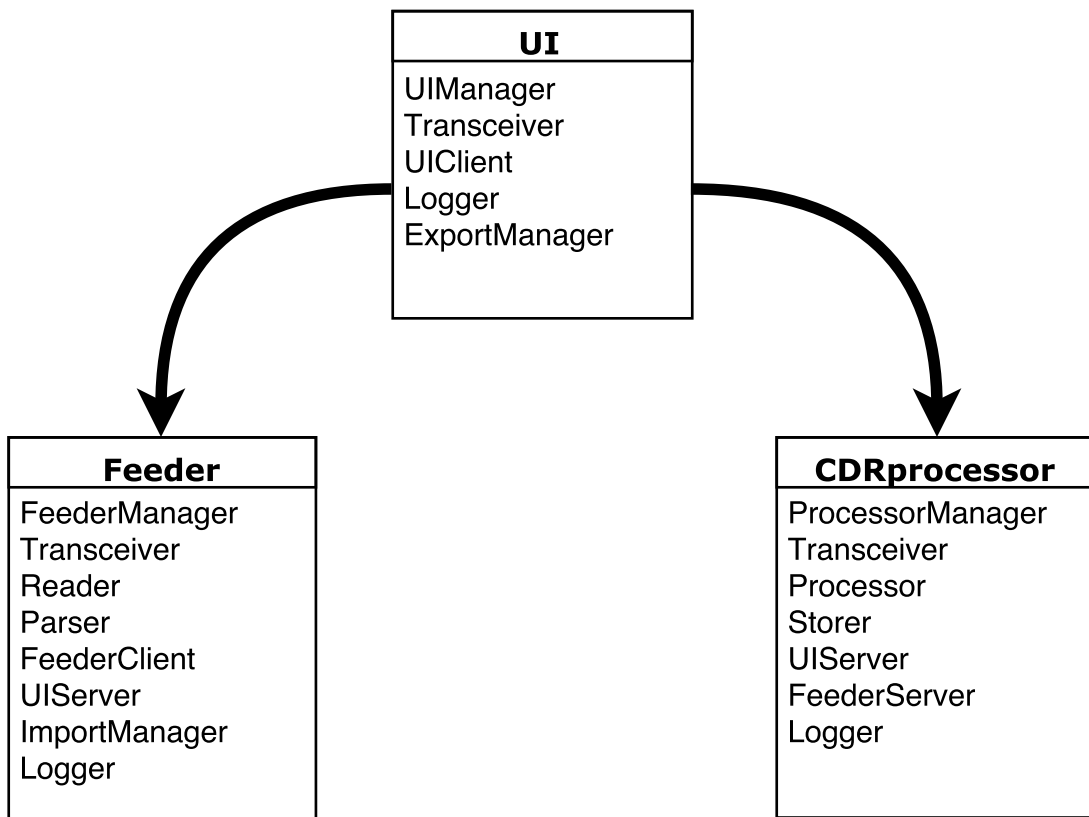 UI
UIManager
Transceiver
UIClient
Logger
ExportManager
Feeder
FeederManager
Transceiver
Reader
Parser
FeederClient
UIServer
ImportManager
Logger
CDRprocessor
ProcessorManager
Transceiver
Processor
Storer
UIServer
FeederServer
Logger